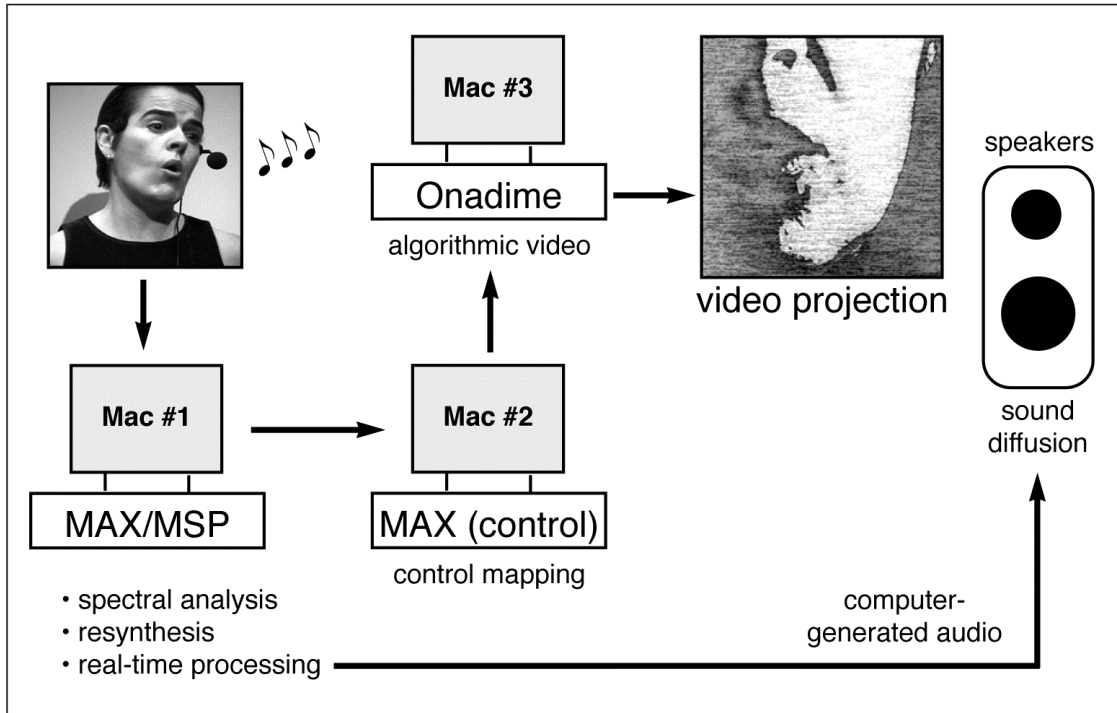 Mac #3
Onadime
algorithmic video
video projection
speakers
sound
diffusion
Mac #1
MAX/MSP
• spectral analysis
• resynthesis
• real-time processing
Mac #2
MAX (control)
control mapping
computer-
generated audio